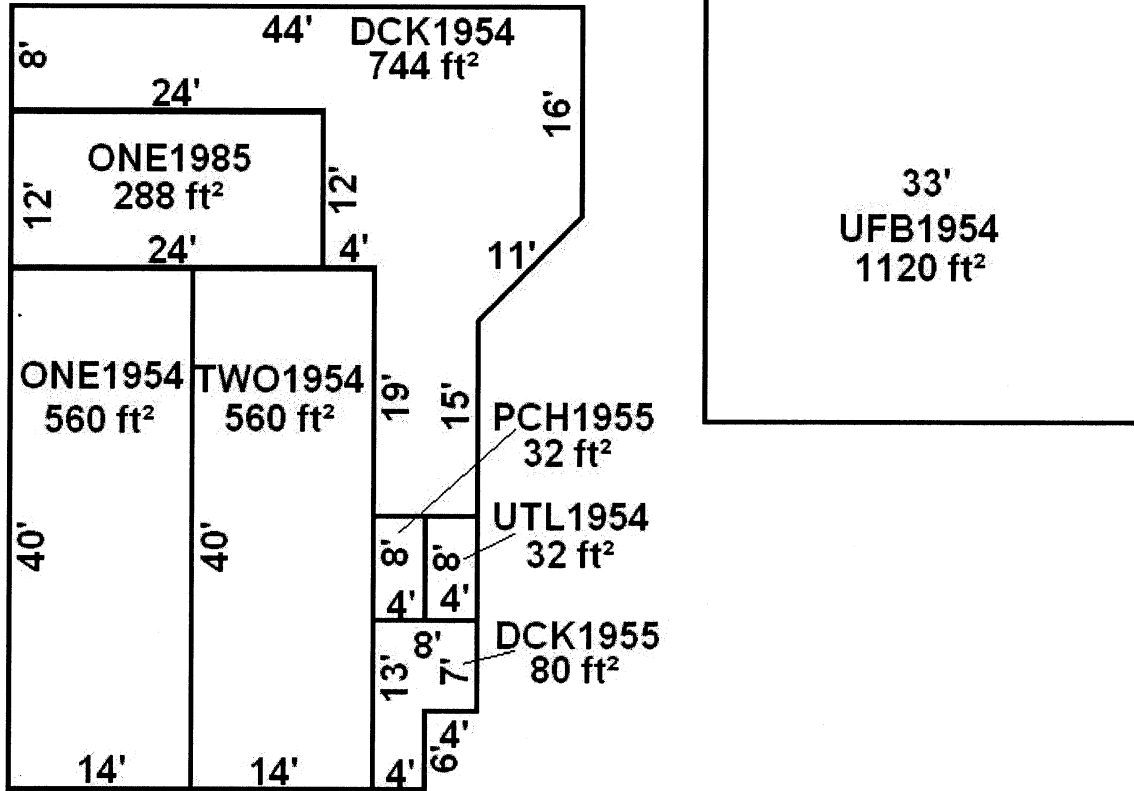 44'
DCK1954
744 ft²
8'
24'
16'
ONE1985
288 ft²
12'
12'
24'
4'
11'
33'
UFB1954
1120 ft²
ONE1954
560 ft²
TWO1954
560 ft²
19'
15'
PCH1955
32 ft²
UTL1954
32 ft²
40'
40'
8'
8'
4'
4'
8'
DCK1955
80 ft²
13'
7'
4'
6'
14'
14'
4'